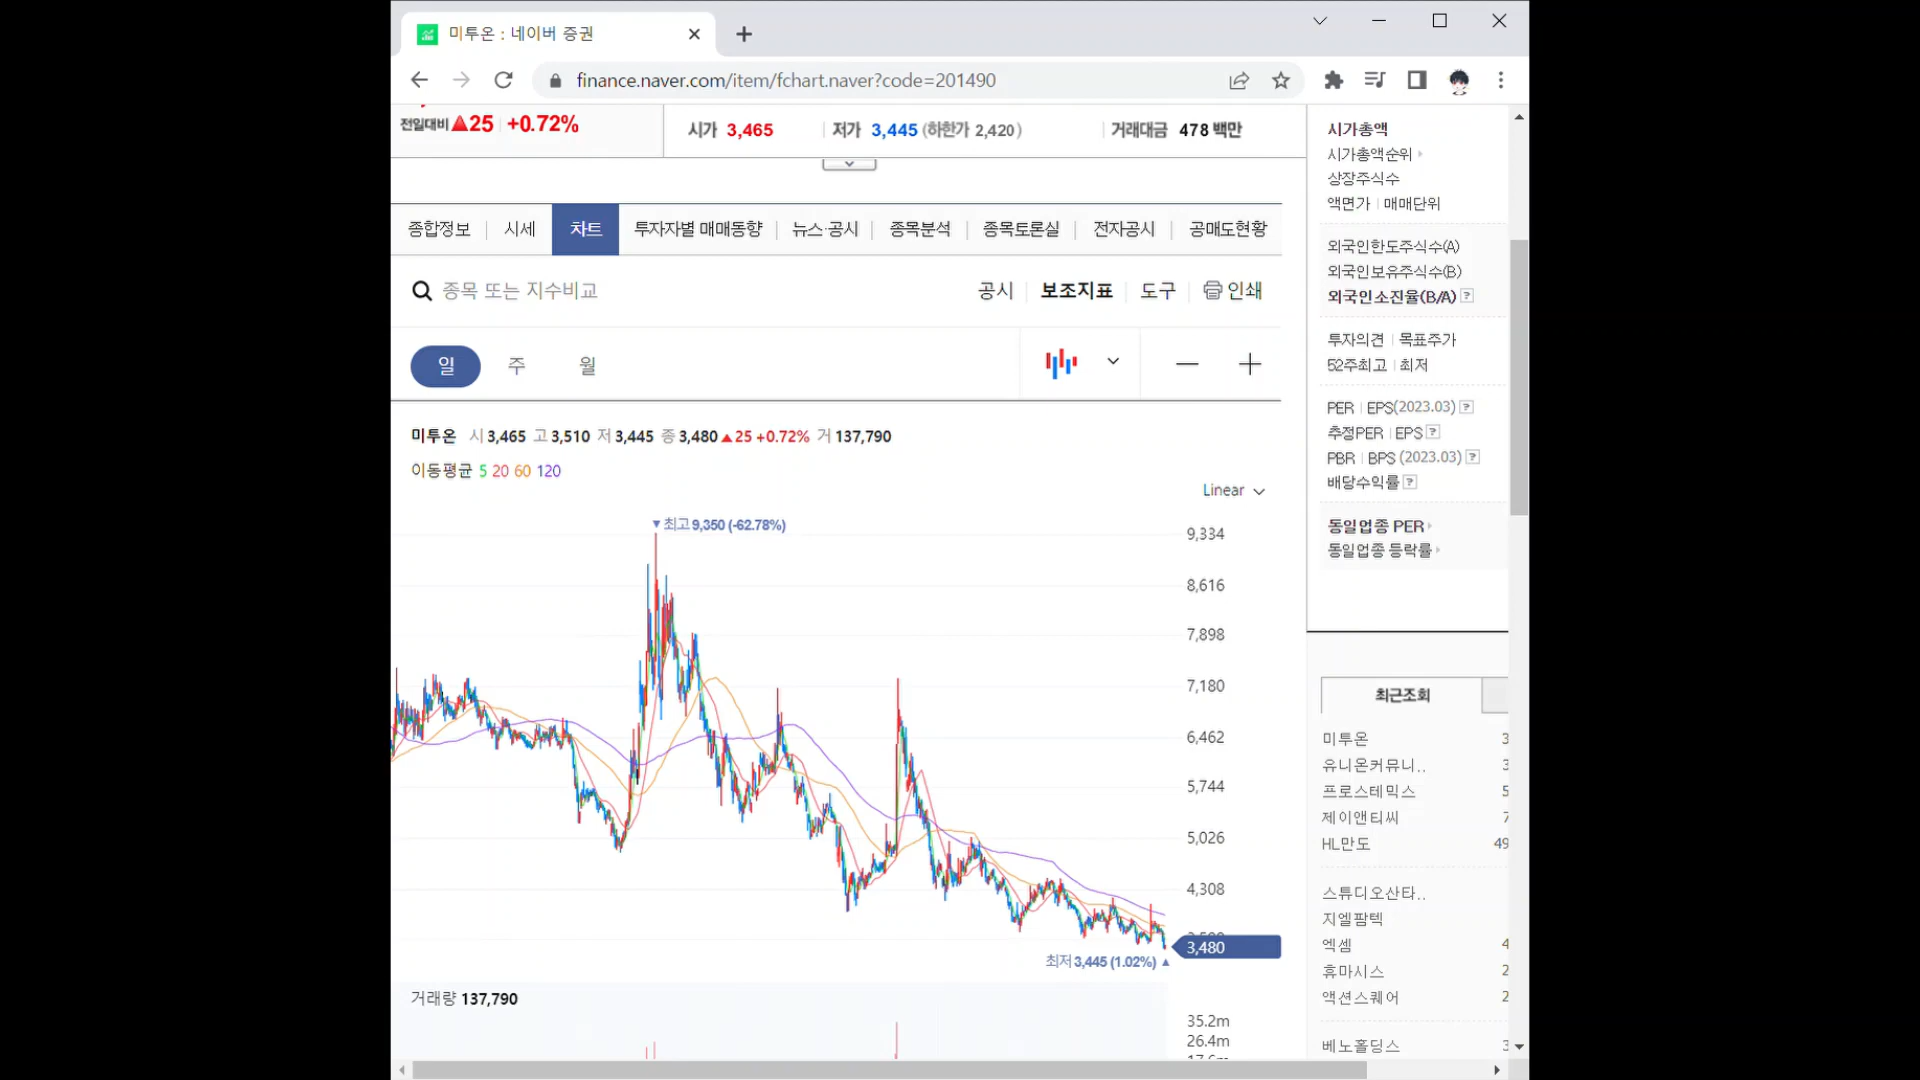 미투온 : 네이버 증권
finance.naver.com/item/fchart.naver?code=201490
전일대비 ▲25 +0.72%
시가 3,465 저가 3,445 (하한가 2,420) 거래대금 478 백만
종합정보 시세 차트 투자자별 매매동향 뉴스·공시 종목분석 종목토론실 전자공시 공매도현황
종목 또는 지수비교 공시 보조지표 도구 인쇄
일 주 월
미투온 시 3,465 고 3,510 저 3,445 종 3,480 ▲25 +0.72% 거 137,790
이동평균 5 20 60 120
Linear
▼최고 9,350 (-62.78%)
9,334
8,616
7,898
7,180
6,462
5,744
5,026
4,308
3,480
최저 3,445 (1.02%) ▲
거래량 137,790
35.2m
26.4m
시가총액
시가총액순위
상장주식수
액면가 매매단위
외국인한도주식수(A)
외국인보유주식수(B)
외국인소진율(B/A) ?
투자의견 목표주가
52주최고 최저
PER EPS(2023.03) ?
추정PER EPS ?
PBR BPS (2023.03) ?
배당수익률 ?
동일업종 PER
동일업종 등락률
최근조회
미투온 3
유니온커뮤니..
프로스테믹스 5
제이앤티씨 7
HL만도 49
스튜디오산타..
지엘팜텍
엑셈 4
휴마시스 2
액션스퀘어 2
베노홀딩스 3